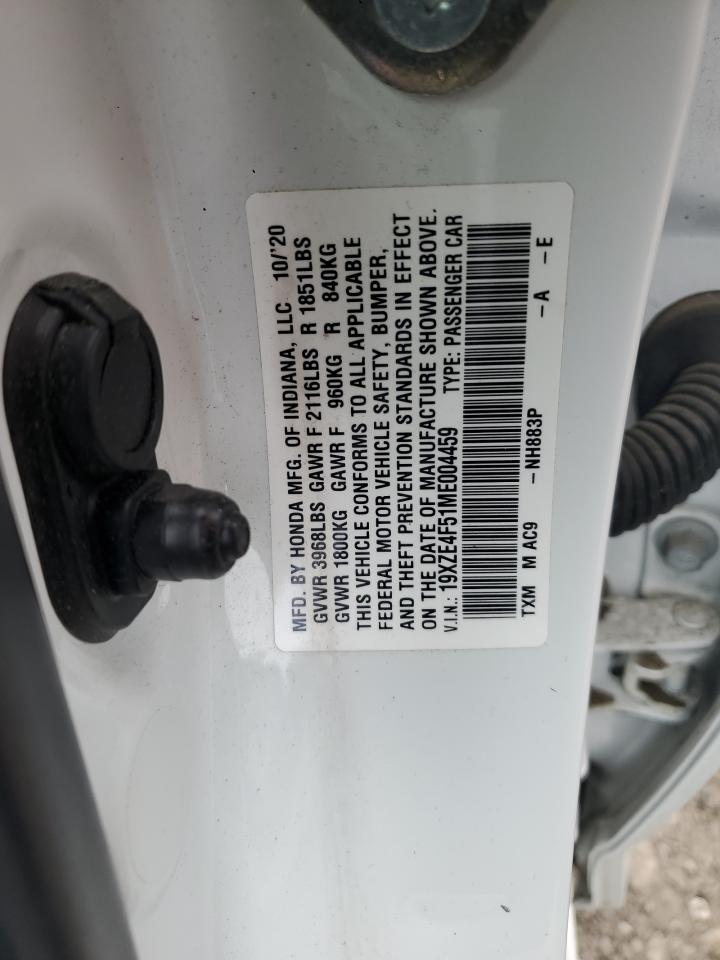 MFD. BY HONDA MFG. OF INDIANA, LLC 10/'20
GVWR 3968LBS GAWR F 2116LBS R 1851LBS
GVWR 1800KG GAWR F 960KG R 840KG
THIS VEHICLE CONFORMS TO ALL APPLICABLE
FEDERAL MOTOR VEHICLE SAFETY, BUMPER,
AND THEFT PREVENTION STANDARDS IN EFFECT
ON THE DATE OF MANUFACTURE SHOWN ABOVE.
V.I.N.: 19XZE4F51ME004459 TYPE: PASSENGER CAR
TXM M AC9 -NH883P -A -E